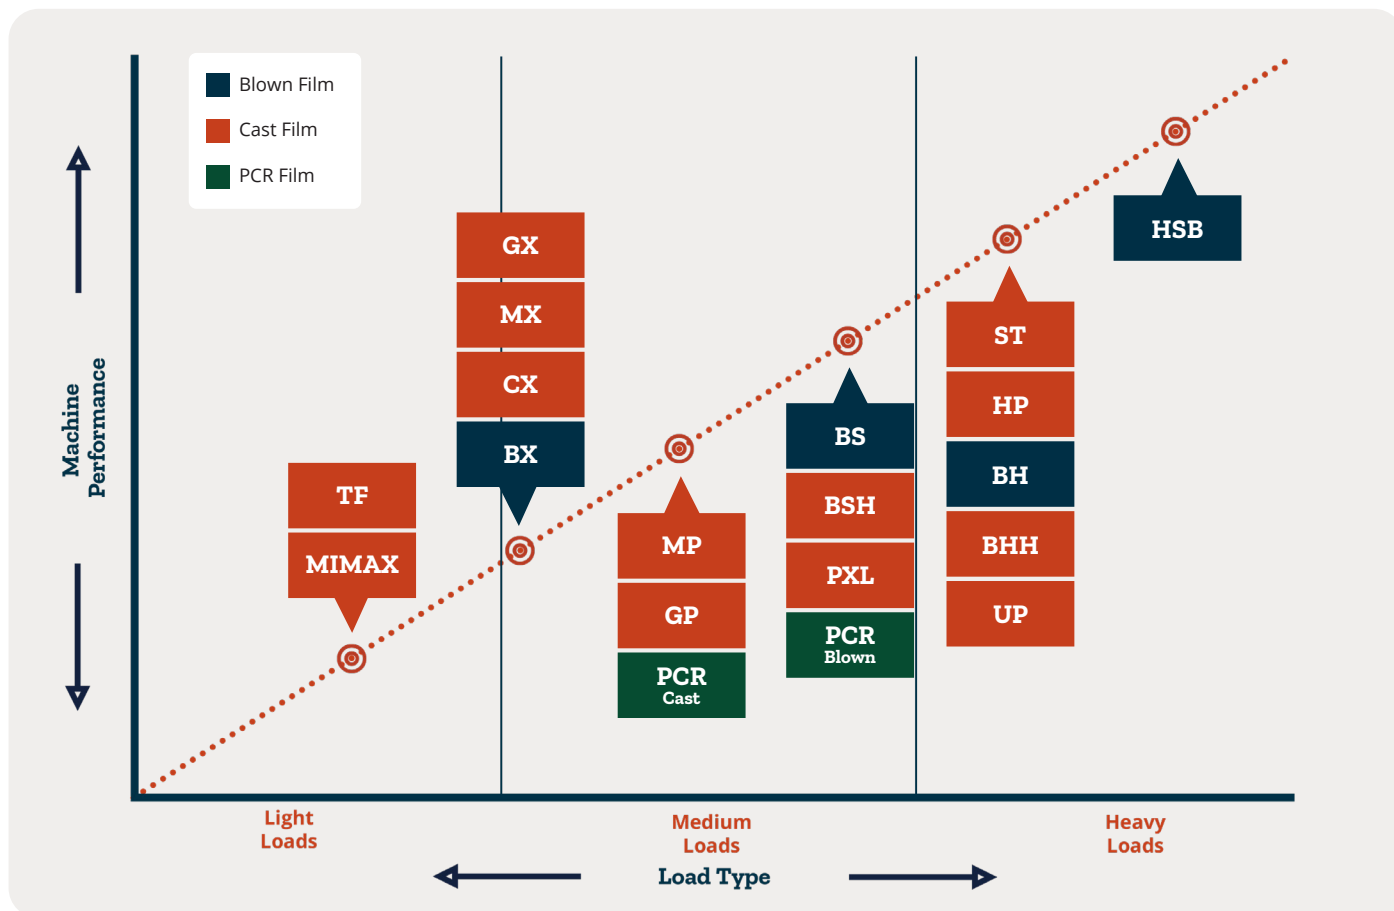 Blown Film
Cast Film
PCR Film
Machine
Performance
TF
MIMAX
GX
MX
CX
BX
MP
GP
PCR
Cast
BS
BSH
PXL
PCR
Blown
ST
HP
BH
BHH
UP
HSB
Light
Loads
Medium
Loads
Heavy
Loads
Load Type